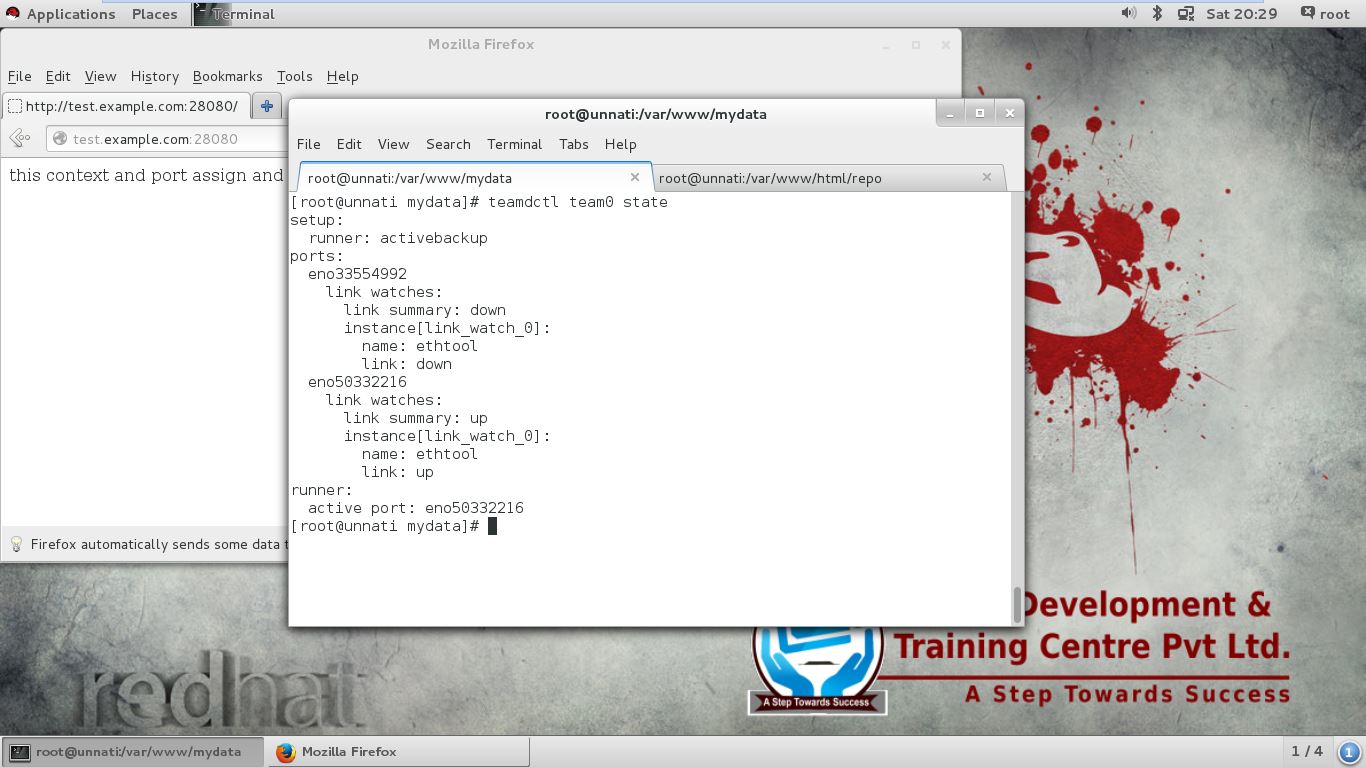 Applications Places Terminal Sat 20:29 root
Mozilla Firefox
File Edit View History Bookmarks Tools Help
http://test.example.com:28080/
test.example.com:28080
this context and port assign and
Firefox automatically sends some data t
root@unnati:/var/www/mydata
File Edit View Search Terminal Tabs Help
root@unnati:/var/www/mydata root@unnati:/var/www/html/repo
[root@unnati mydata]# teamdctl team0 state
setup:
  runner: activebackup
ports:
  eno33554992
    link watches:
      link summary: down
      instance[link_watch_0]:
        name: ethtool
        link: down
  eno50332216
    link watches:
      link summary: up
      instance[link_watch_0]:
        name: ethtool
        link: up
runner:
  active port: eno50332216
[root@unnati mydata]#
Development &
Training Centre Pvt Ltd.
A Step Towards Success
A Step Towards Success
redhat
root@unnati:/var/www/mydata Mozilla Firefox 1 / 4 1